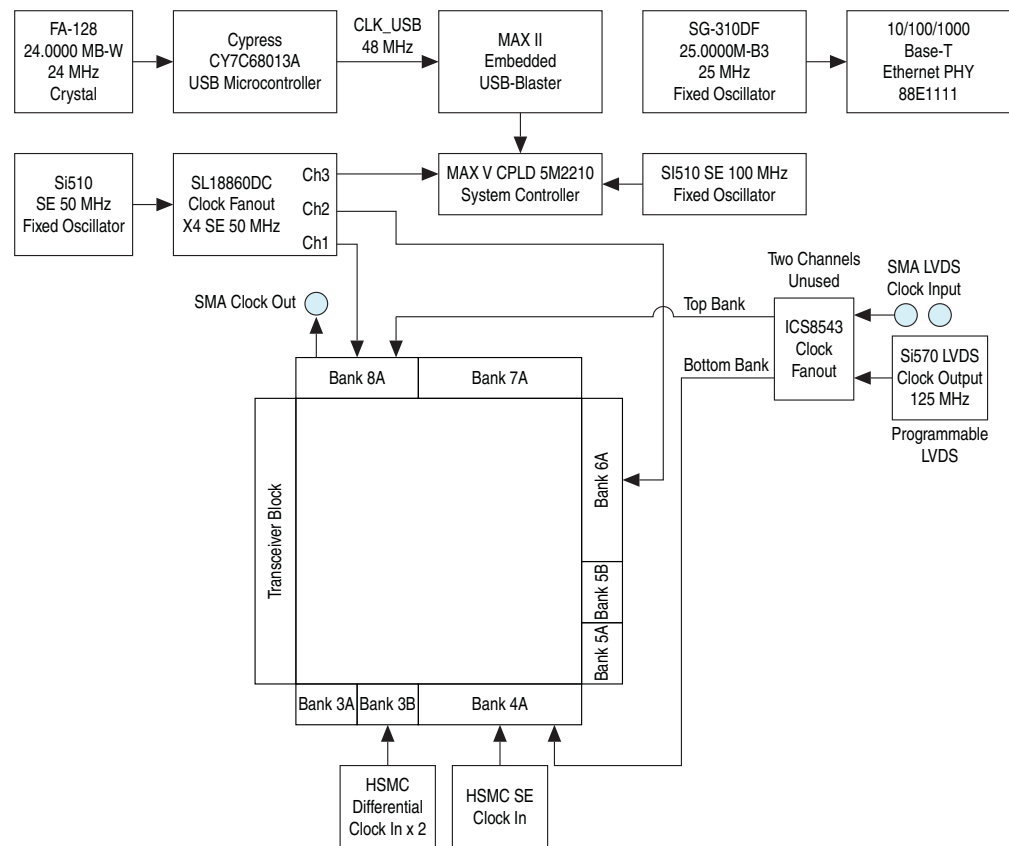 FA-128
24.0000 MB-W
24 MHz
Crystal
Cypress
CY7C68013A
USB Microcontroller
CLK_USB
48 MHz
MAX II
Embedded
USB-Blaster
SG-310DF
25.0000M-B3
25 MHz
Fixed Oscillator
10/100/1000
Base-T
Ethernet PHY
88E1111
Si510
SE 50 MHz
Fixed Oscillator
SL18860DC
Clock Fanout
X4 SE 50 MHz
Ch3
Ch2
Ch1
MAX V CPLD 5M2210
System Controller
SI510 SE 100 MHz
Fixed Oscillator
SMA Clock Out
Top Bank
Bottom Bank
Two Channels
Unused
ICS8543
Clock
Fanout
SMA LVDS
Clock Input
Si570 LVDS
Clock Output
125 MHz
Programmable
LVDS
Bank 8A
Bank 7A
Transceiver Block
Bank 6A
Bank 5B
Bank 5A
Bank 3A
Bank 3B
Bank 4A
HSMC
Differential
Clock In x 2
HSMC SE
Clock In